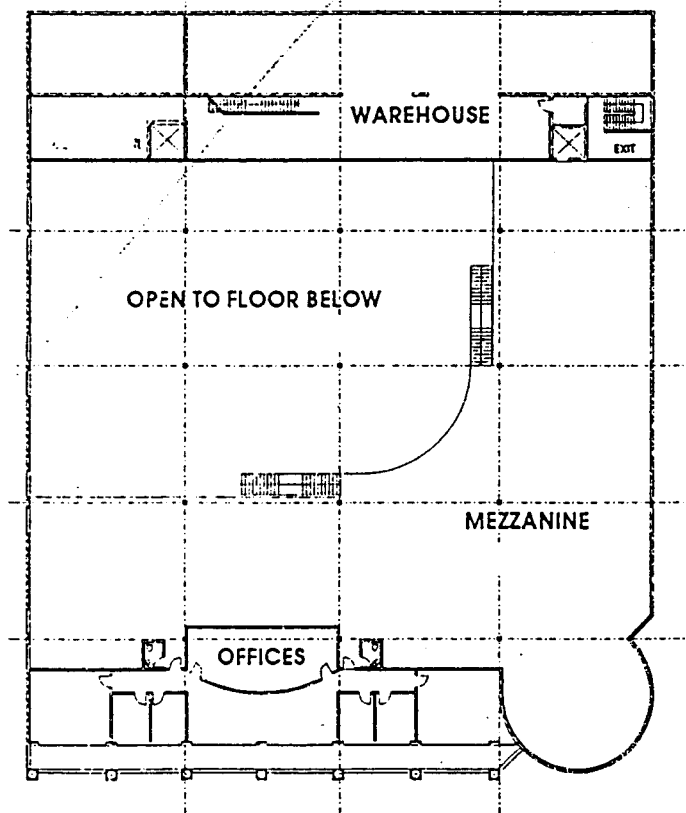 WAREHOUSE
EXIT
OPEN TO FLOOR BELOW
MEZZANINE
OFFICES